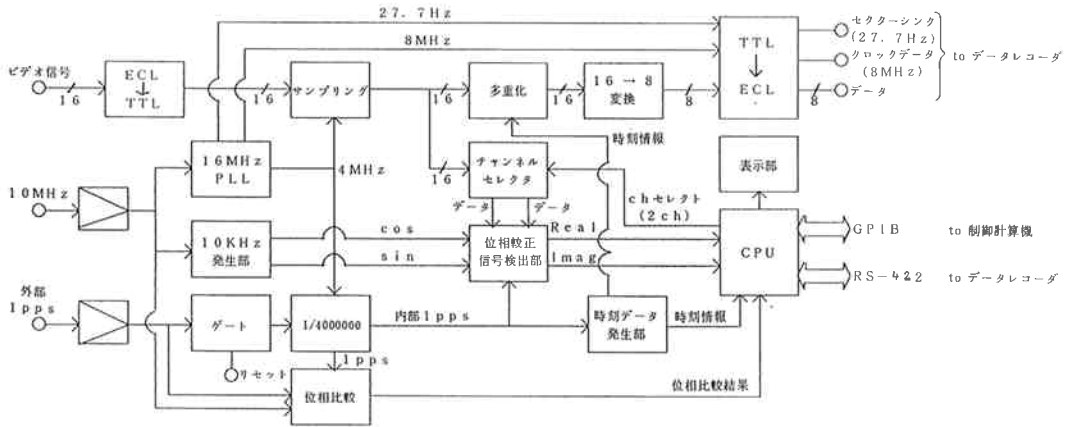 27.7Hz
8MHz
ビデオ信号
16
ECL
↓
TTL
16
サンプリング
16
多重化
16
16→8
変換
8
TTL
↓
ECL
8
セクターシンク
(27.7Hz)
クロックデータ
(8MHz)
データ
to データレコーダ
時刻情報
16MHz
PLL
4MHz
16
チャンネル
セレクタ
データ
データ
chセレクト
(2ch)
表示部
10MHz
10KHz
発生部
cos
sin
位相較正
信号検出部
Real
Imag
CPU
GPIB
to 制御計算機
RS-422
to データレコーダ
外部
1pps
ゲート
リセット
1/4000000
内部1pps
1pps
時刻データ
発生部
時刻情報
位相比較
位相比較結果